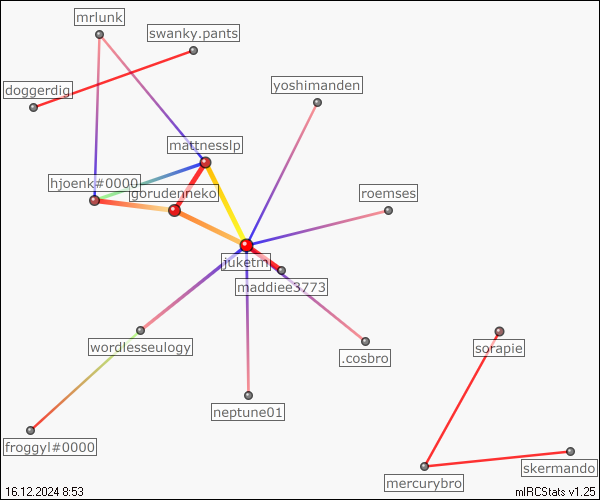 mrlunk
swanky.pants
yoshimanden
doggerdig
mattnesslp
hjoenk#0000
gorudenneko
roemses
juketm
maddiee3773
wordlesseulogy
.cosbro
sorapie
neptune01
froggyl#0000
skermando
mercurybro
16.12.2024 8:53
mIRCStats v1.25